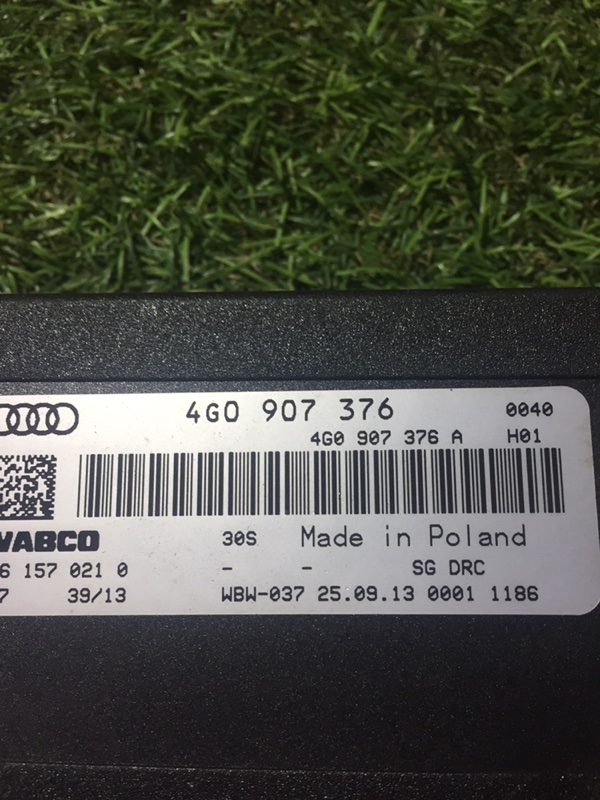 4G0 907 376 0040
4G0 907 376 A H01
WABCO 30S Made in Poland
6 157 021 0 - - SG DRC
7 39/13 WBW-037 25.09.13 0001 1186